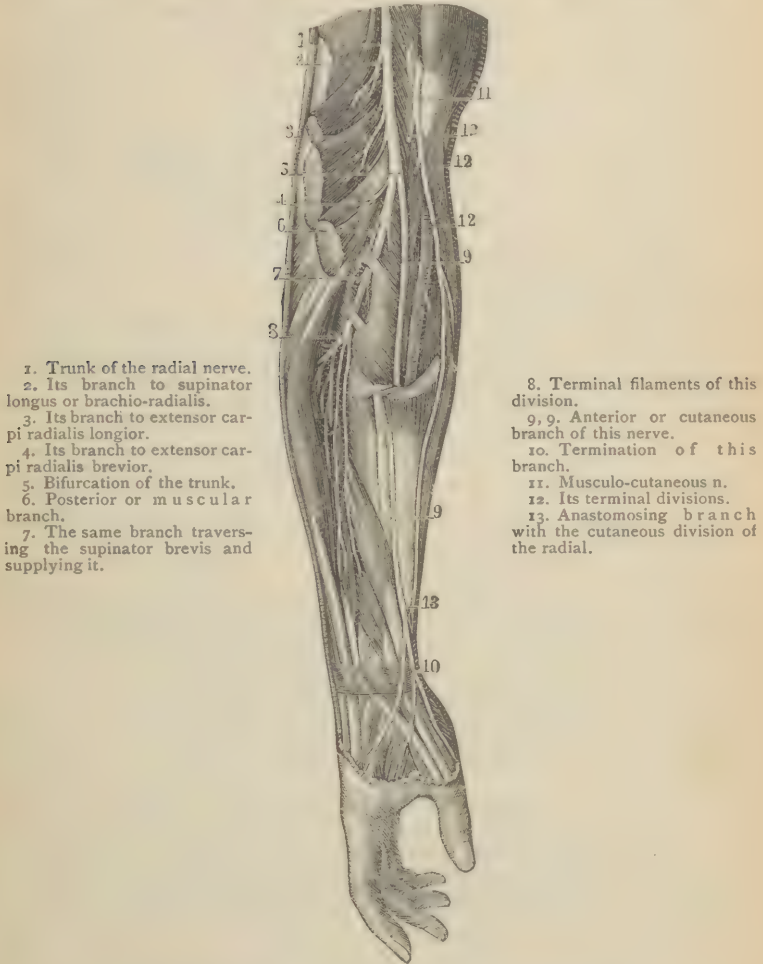 1
2
3
5
4
6
7
8
11
12
12
12
9
9
13
10
1. Trunk of the radial nerve.
2. Its branch to supinator
longus or brachio-radialis.
3. Its branch to extensor car-
pi radialis longior.
4. Its branch to extensor car-
pi radialis brevior.
5. Bifurcation of the trunk.
6. Posterior or muscular
branch.
7. The same branch travers-
ing the supinator brevis and
supplying it.
8. Terminal filaments of this
division.
9, 9. Anterior or cutaneous
branch of this nerve.
10. Termination of this
branch.
11. Musculo-cutaneous n.
12. Its terminal divisions.
13. Anastomosing branch
with the cutaneous division of
the radial.